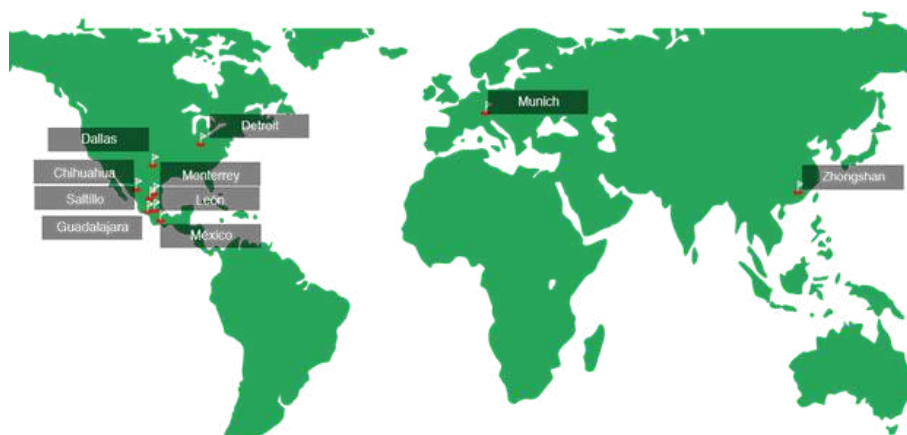 Munich
Detroit
Dallas
Chihuahua
Monterrey
Zhongshan
Saltillo
León
Guadalajara
México